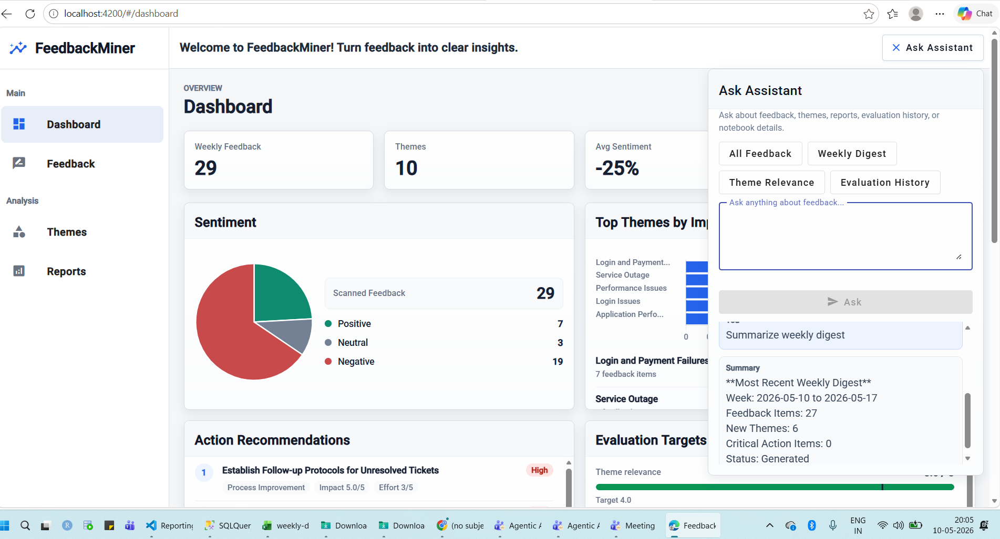 localhost:4200/#/dashboard
Chat
FeedbackMiner
Welcome to FeedbackMiner! Turn feedback into clear insights.
Ask Assistant
Main
Dashboard
Feedback
Analysis
Themes
Reports
OVERVIEW
Dashboard
Weekly Feedback
29
Themes
10
Avg Sentiment
-25%
Sentiment
Scanned Feedback
29
Positive
7
Neutral
3
Negative
19
Top Themes by Imp
Login and Payment...
Service Outage
Performance Issues
Login Issues
Application Perfo...
0
Login and Payment Failures
7 feedback items
Service Outage
Action Recommendations
1
Establish Follow-up Protocols for Unresolved Tickets
High
Process Improvement
Impact 5.0/5
Effort 3/5
Evaluation Targets
Theme relevance
Target 4.0
Ask Assistant
Ask about feedback, themes, reports, evaluation history, or
notebook details.
All Feedback
Weekly Digest
Theme Relevance
Evaluation History
Ask anything about feedback...
Ask
Summarize weekly digest
Summary
**Most Recent Weekly Digest**
Week: 2026-05-10 to 2026-05-17
Feedback Items: 27
New Themes: 6
Critical Action Items: 0
Status: Generated
Reporting
SQLQuer
weekly-d
Downloa
Downloa
(no subje
Agentic A
Agentic A
Meeting
Feedback
ENG
IN
20:05
10-05-2026